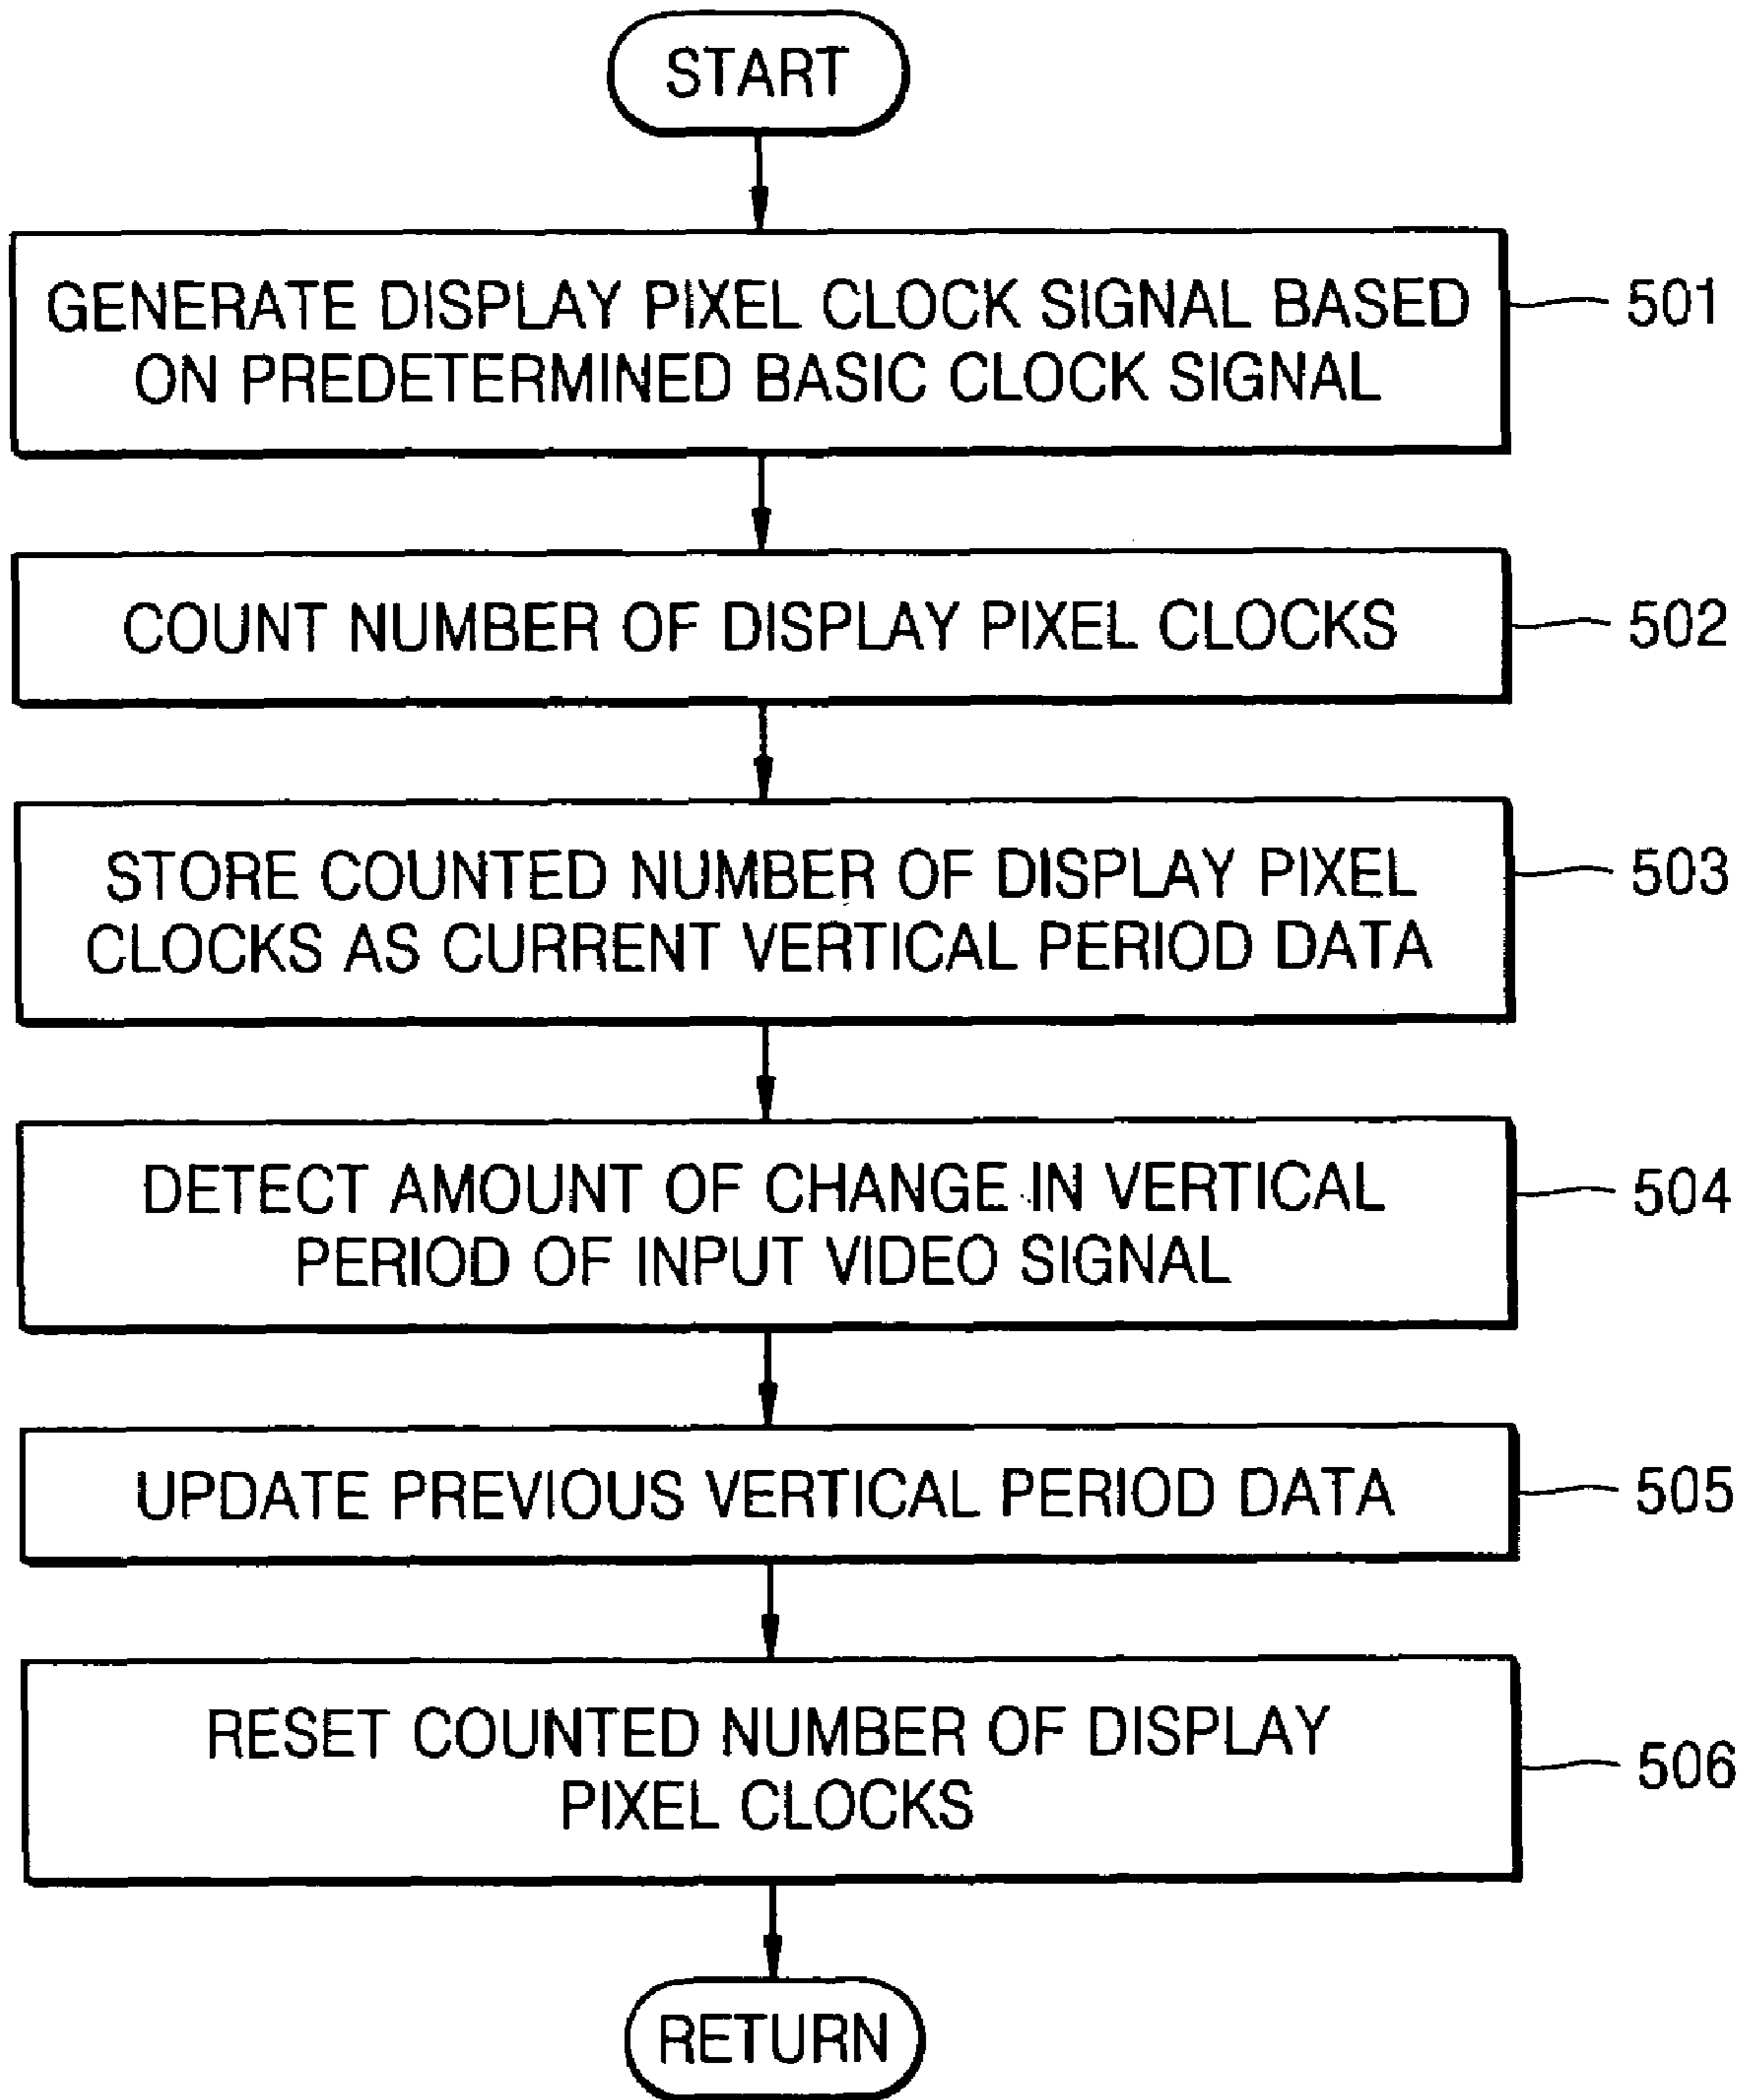 START
GENERATE DISPLAY PIXEL CLOCK SIGNAL BASED
ON PREDETERMINED BASIC CLOCK SIGNAL
501
COUNT NUMBER OF DISPLAY PIXEL CLOCKS
502
STORE COUNTED NUMBER OF DISPLAY PIXEL
CLOCKS AS CURRENT VERTICAL PERIOD DATA
503
DETECT AMOUNT OF CHANGE IN VERTICAL
PERIOD OF INPUT VIDEO SIGNAL
504
UPDATE PREVIOUS VERTICAL PERIOD DATA
505
RESET COUNTED NUMBER OF DISPLAY
PIXEL CLOCKS
506
RETURN